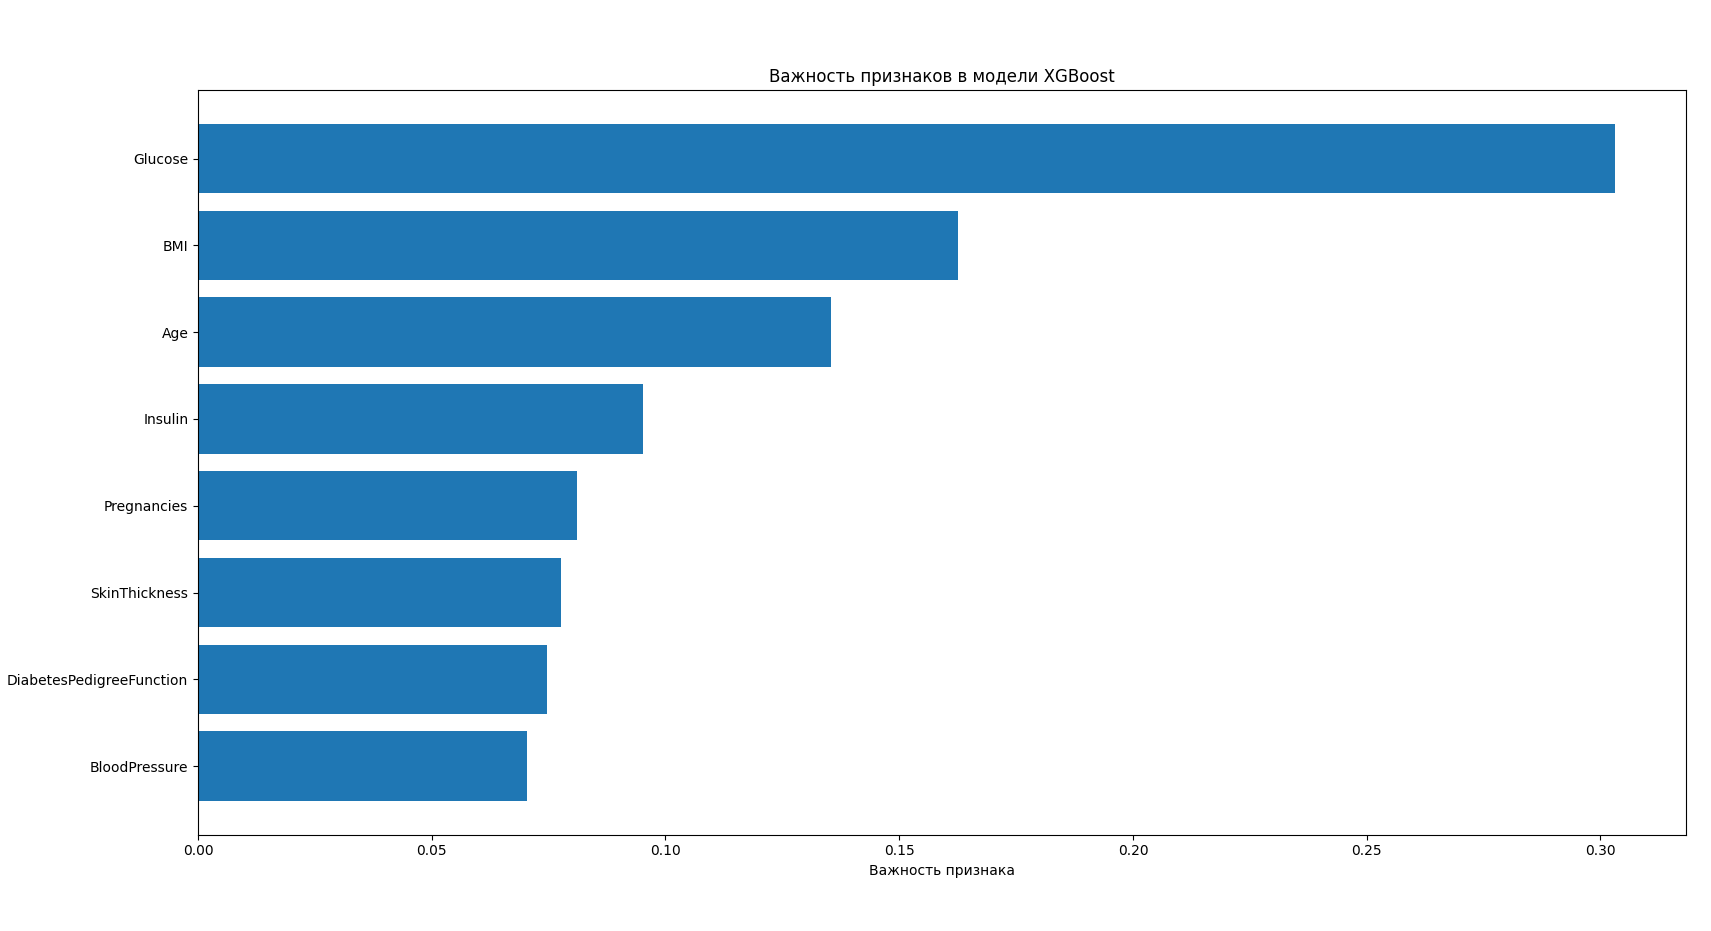 Важность признаков в модели XGBoost
Glucose
BMI
Age
Insulin
Pregnancies
SkinThickness
DiabetesPedigreeFunction
BloodPressure
0.00 0.05 0.10 0.15 0.20 0.25 0.30
Важность признака